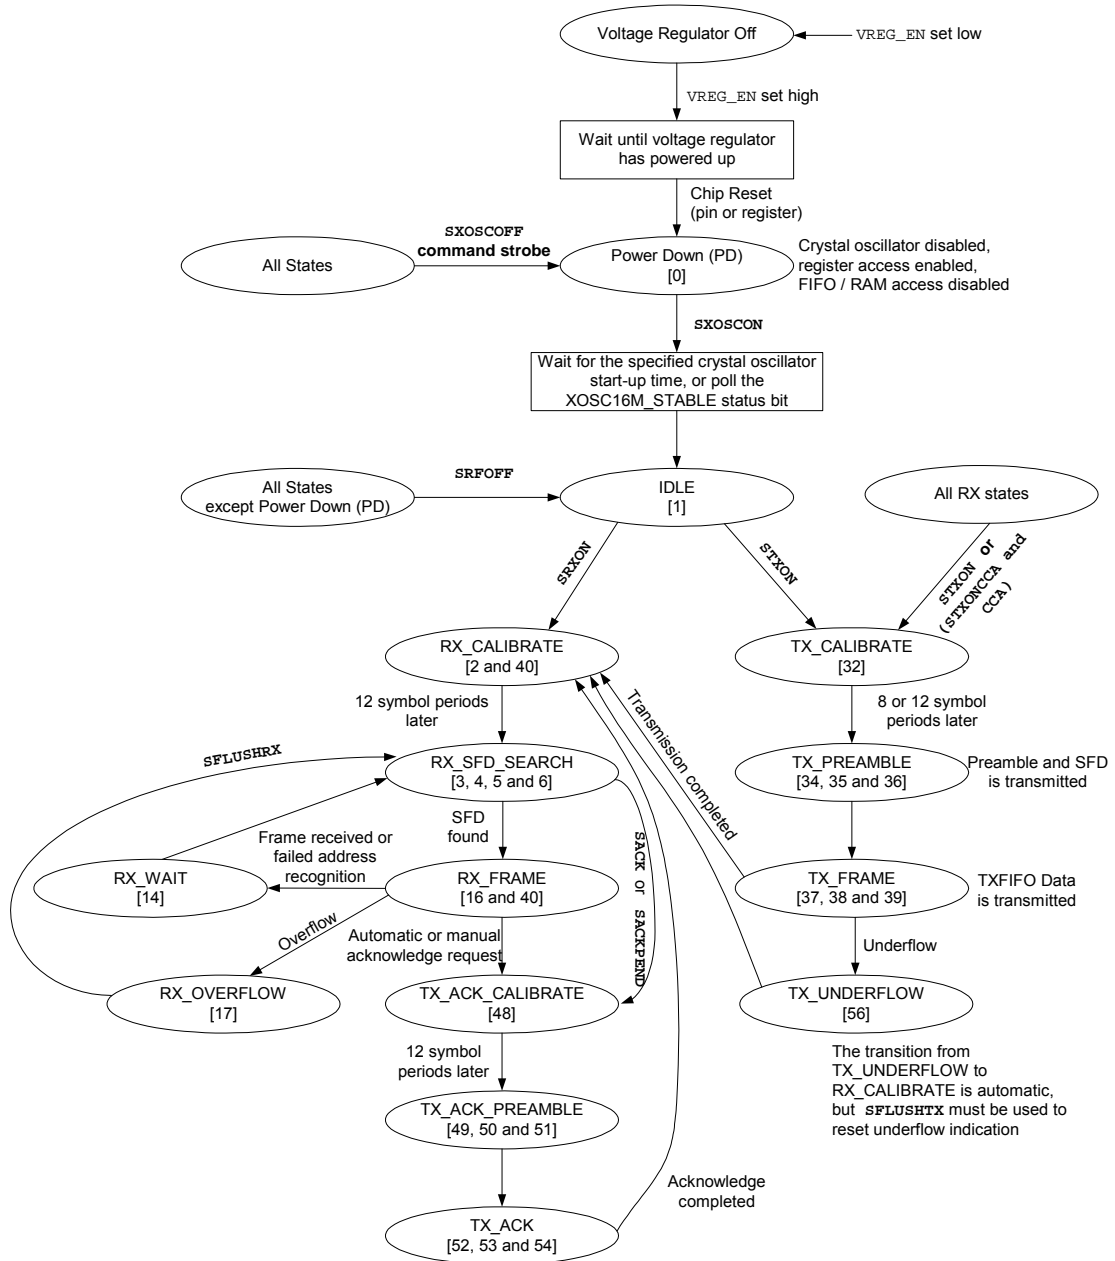 Voltage Regulator Off
VREG_EN set low
VREG_EN set high
Wait until voltage regulator
has powered up
Chip Reset
(pin or register)
SXOSCOFF
command strobe
All States
Power Down (PD)
[0]
Crystal oscillator disabled,
register access enabled,
FIFO / RAM access disabled
SXOSCON
Wait for the specified crystal oscillator
start-up time, or poll the
XOSC16M_STABLE status bit
All States
except Power Down (PD)
SRFOFF
IDLE
[1]
All RX states
SRXON
STXON
STXON or
(STXONCCA and
CCA)
RX_CALIBRATE
[2 and 40]
TX_CALIBRATE
[32]
12 symbol periods
later
Transmission completed
8 or 12 symbol
periods later
SFLUSHRX
RX_SFD_SEARCH
[3, 4, 5 and 6]
TX_PREAMBLE
[34, 35 and 36]
Preamble and SFD
is transmitted
SFD
found
SACK or SACKPEND
Frame received or
failed address
recognition
RX_WAIT
[14]
RX_FRAME
[16 and 40]
TX_FRAME
[37, 38 and 39]
TXFIFO Data
is transmitted
Overflow
Automatic or manual
acknowledge request
Underflow
RX_OVERFLOW
[17]
TX_ACK_CALIBRATE
[48]
TX_UNDERFLOW
[56]
12 symbol
periods later
The transition from
TX_UNDERFLOW to
RX_CALIBRATE is automatic,
but SFLUSHTX must be used to
reset underflow indication
TX_ACK_PREAMBLE
[49, 50 and 51]
Acknowledge
completed
TX_ACK
[52, 53 and 54]